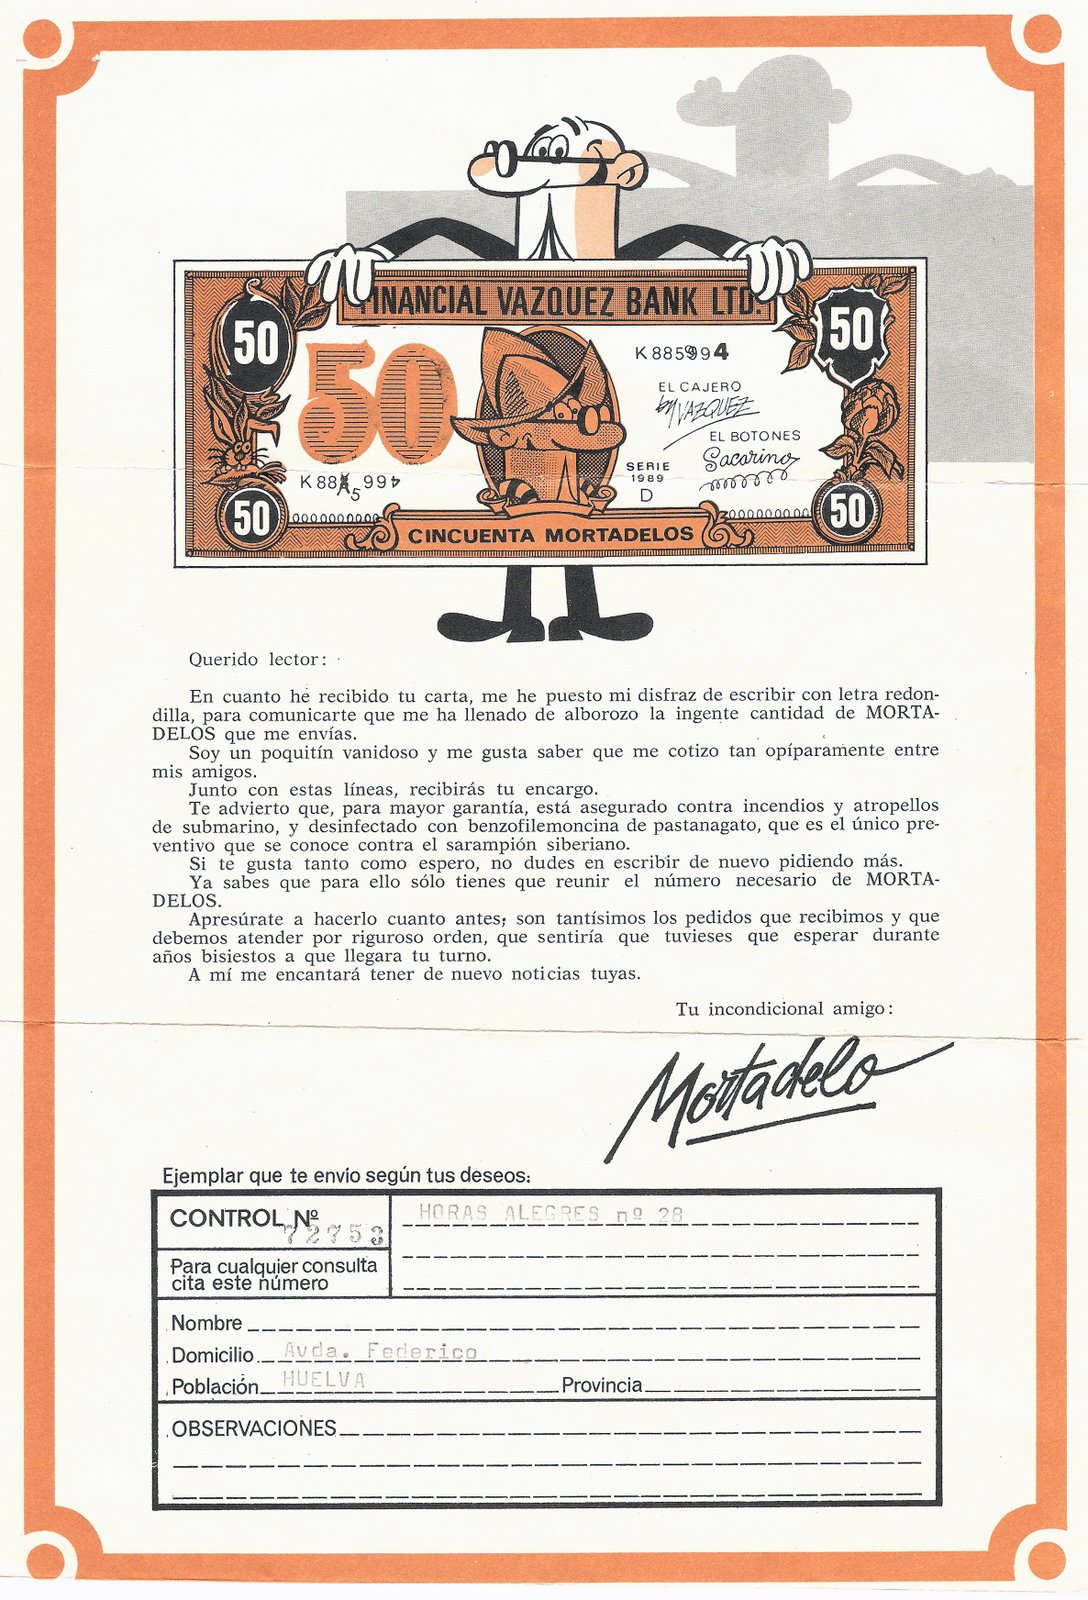 FINANCIAL VAZQUEZ BANK LTD.
50
50
50
K 885994
EL CAJERO
by VAZQUEZ
EL BOTONES
Sacarino
SERIE
1989
D
K 88 5 994
50
50
CINCUENTA MORTADELOS
Querido lector:
En cuanto he recibido tu carta, me he puesto mi disfraz de escribir con letra redon-
dilla, para comunicarte que me ha llenado de alborozo la ingente cantidad de MORTA-
DELOS que me envías.
Soy un poquitín vanidoso y me gusta saber que me cotizo tan opíparamente entre
mis amigos.
Junto con estas líneas, recibirás tu encargo.
Te advierto que, para mayor garantía, está asegurado contra incendios y atropellos
de submarino, y desinfectado con benzofilemoncina de pastanagato, que es el único pre-
ventivo que se conoce contra el sarampión siberiano.
Si te gusta tanto como espero, no dudes en escribir de nuevo pidiendo más.
Ya sabes que para ello sólo tienes que reunir el número necesario de MORTA-
DELOS.
Apresúrate a hacerlo cuanto antes; son tantísimos los pedidos que recibimos y que
debemos atender por riguroso orden, que sentiría que tuvieses que esperar durante
años bisiestos a que llegara tu turno.
A mí me encantará tener de nuevo noticias tuyas.
Tu incondicional amigo:
Mortadelo
Ejemplar que te envío según tus deseos:
CONTROL Nº
72753
HORAS ALEGRES nº 28
Para cualquier consulta
cita este número
Nombre
Domicilio Avda. Federico
Población HUELVA Provincia
OBSERVACIONES